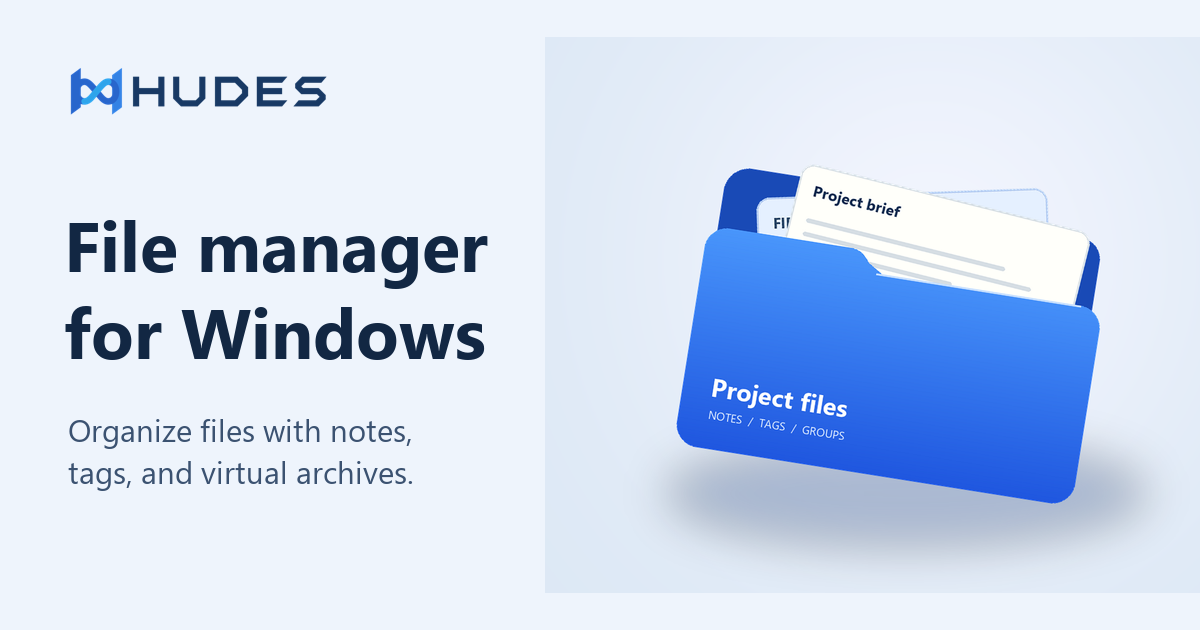 HUDES
File manager
for Windows
Organize files with notes,
tags, and virtual archives.
Project brief
Project files
NOTES / TAGS / GROUPS